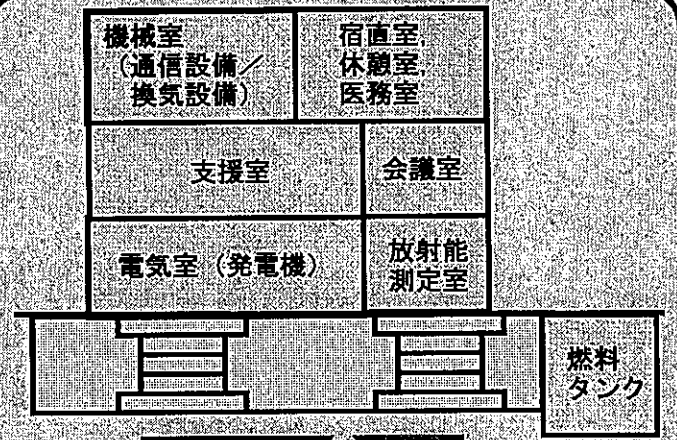 機械室
（通信設備／
換気設備）
宿直室,
休憩室,
医務室
支援室
会議室
電気室（発電機）
放射能
測定室
燃料
タンク